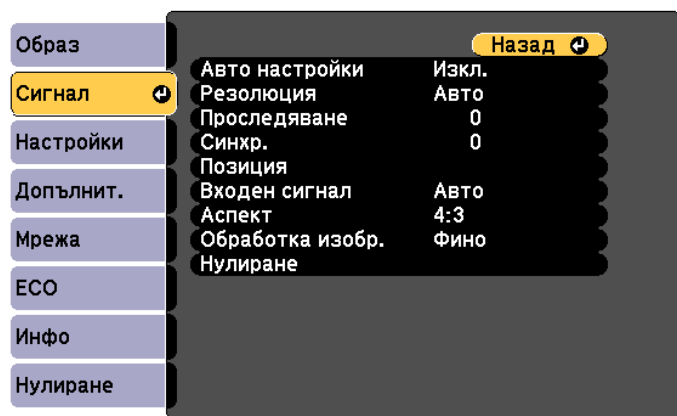 Образ
Сигнал
Настройки
Допълнит.
Мрежа
ECO
Инфо
Нулиране
Назад
Авто настройки Изкл.
Резолюция Авто
Проследяване 0
Синхр. 0
Позиция
Входен сигнал Авто
Аспект 4:3
Обработка изобр. Фино
Нулиране